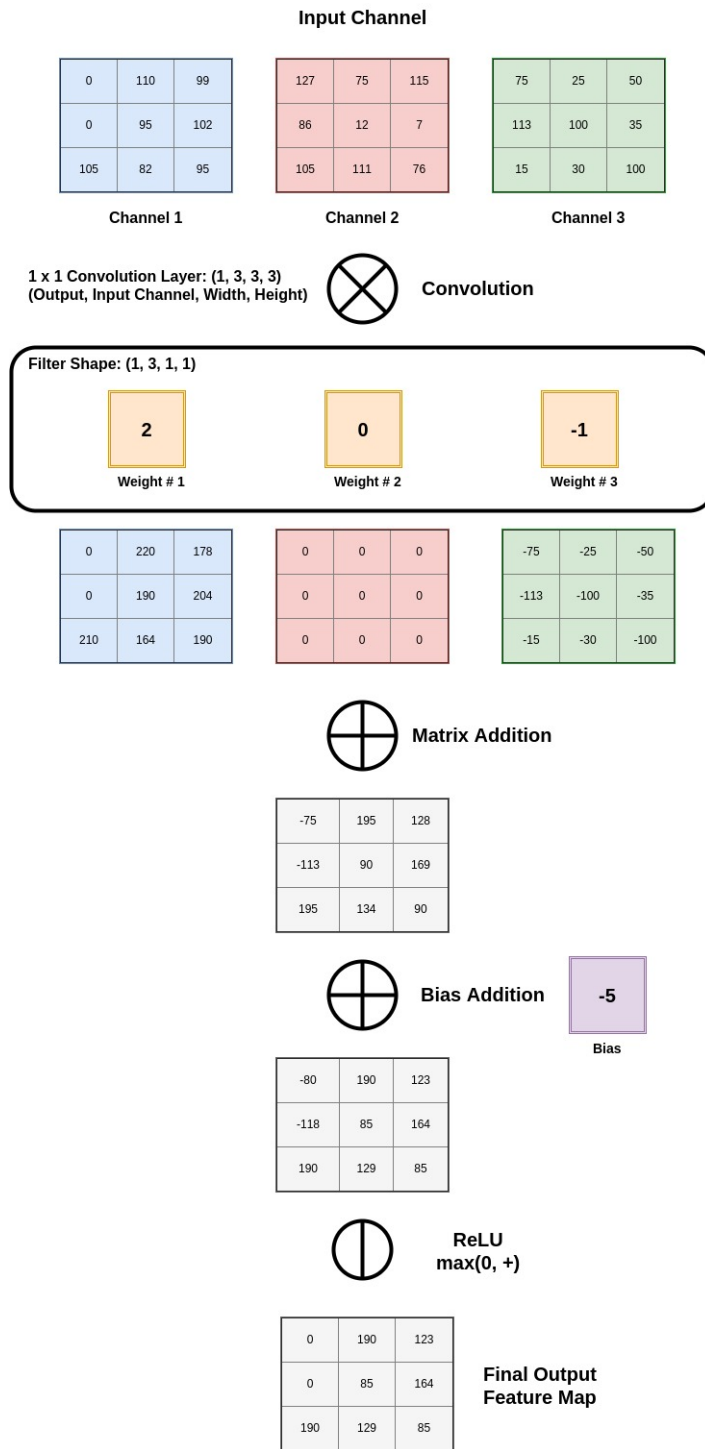 Input Channel
0 110 99 127 75 115 75 25 50
0 95 102 86 12 7 113 100 35
105 82 95 105 111 76 15 30 100
Channel 1 Channel 2 Channel 3
1 x 1 Convolution Layer: (1, 3, 3, 3)
(Output, Input Channel, Width, Height)
Convolution
Filter Shape: (1, 3, 1, 1)
2 0 -1
Weight # 1 Weight # 2 Weight # 3
0 220 178 0 0 0 -75 -25 -50
0 190 204 0 0 0 -113 -100 -35
210 164 190 0 0 0 -15 -30 -100
Matrix Addition
-75 195 128
-113 90 169
195 134 90
Bias Addition -5
Bias
-80 190 123
-118 85 164
190 129 85
ReLU
max(0, +)
0 190 123
0 85 164
190 129 85
Final Output
Feature Map